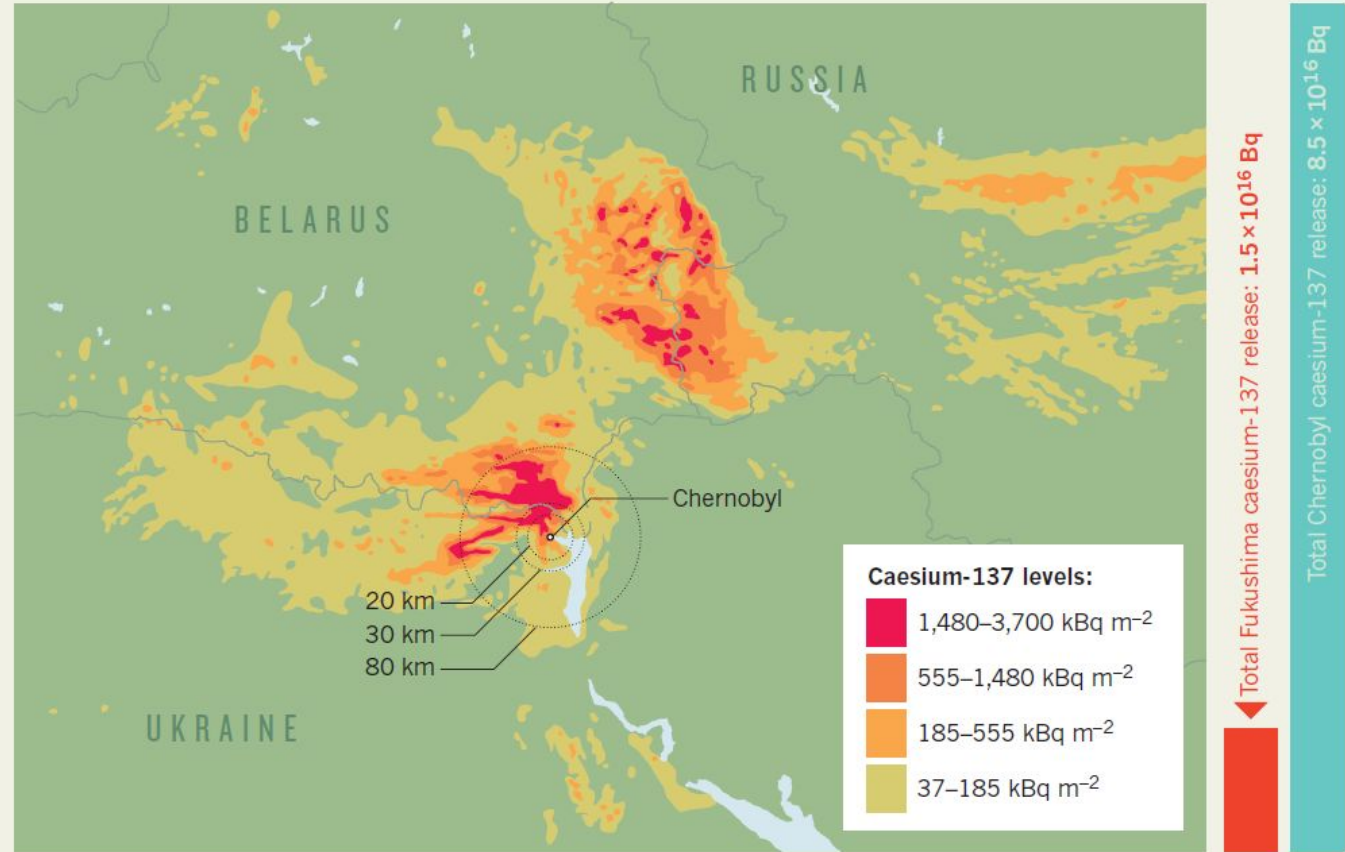 RUSSIA
BELARUS
Chernobyl
20 km
30 km
80 km
UKRAINE
Caesium-137 levels:
1,480–3,700 kBq m⁻²
555–1,480 kBq m⁻²
185–555 kBq m⁻²
37–185 kBq m⁻²
Total Fukushima caesium-137 release: 1.5 × 10¹⁶ Bq
Total Chernobyl caesium-137 release: 8.5 × 10¹⁶ Bq